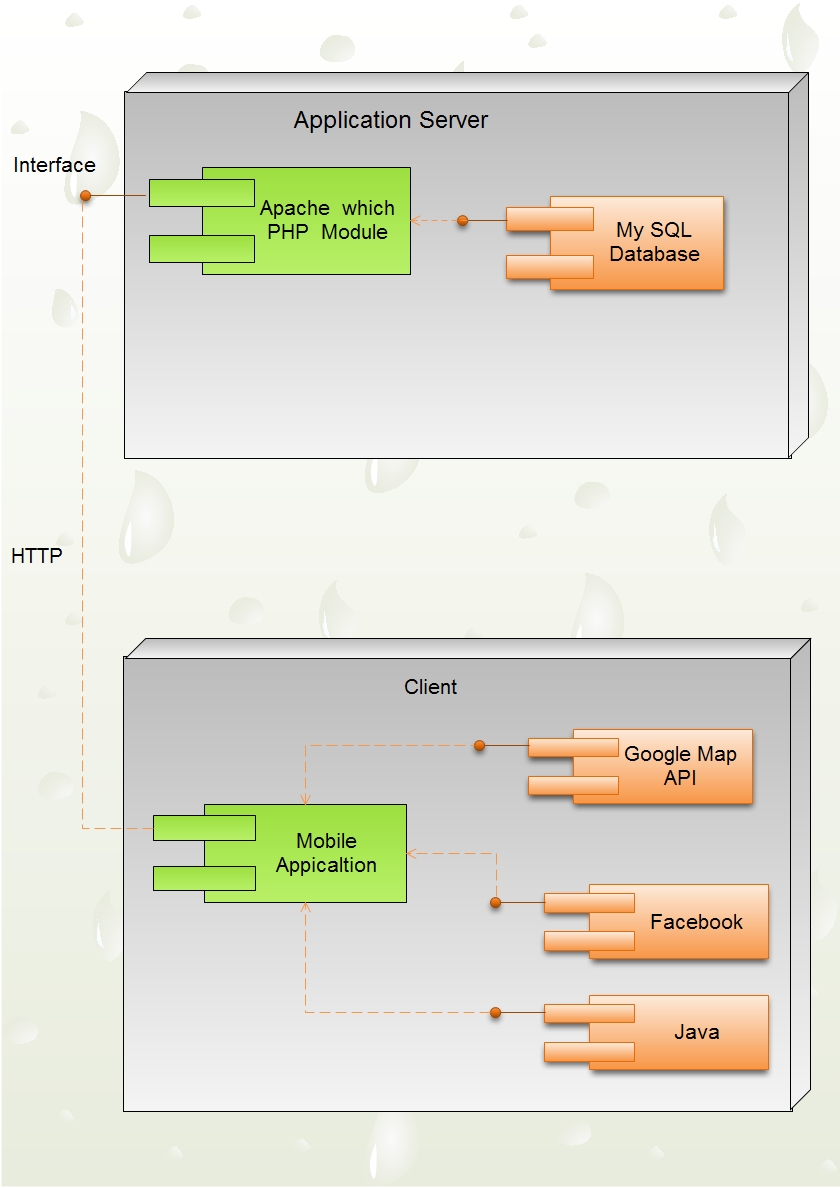 Application Server
Interface
Apache which
PHP Module
My SQL
Database
HTTP
Client
Google Map
API
Mobile
Appicaltion
Facebook
Java